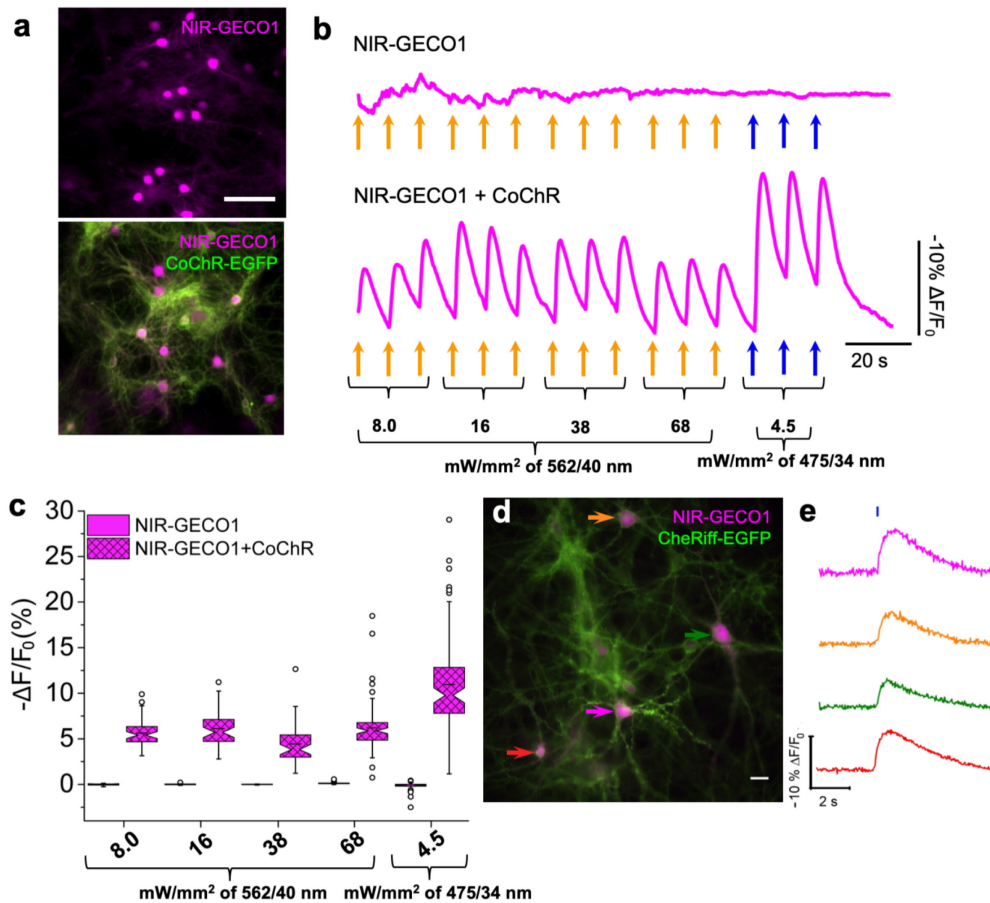 a
NIR-GECO1
NIR-GECO1
CoChR-EGFP
b
NIR-GECO1
NIR-GECO1 + CoChR
-10% ΔF/F₀
20 s
8.0 16 38 68 4.5
mW/mm² of 562/40 nm mW/mm² of 475/34 nm
c
-ΔF/F₀(%)
30
25
20
15
10
5
0
NIR-GECO1
NIR-GECO1+CoChR
8.0 16 38 68 4.5
mW/mm² of 562/40 nm mW/mm² of 475/34 nm
d
NIR-GECO1
CheRiff-EGFP
e
-10 % ΔF/F₀
2 s